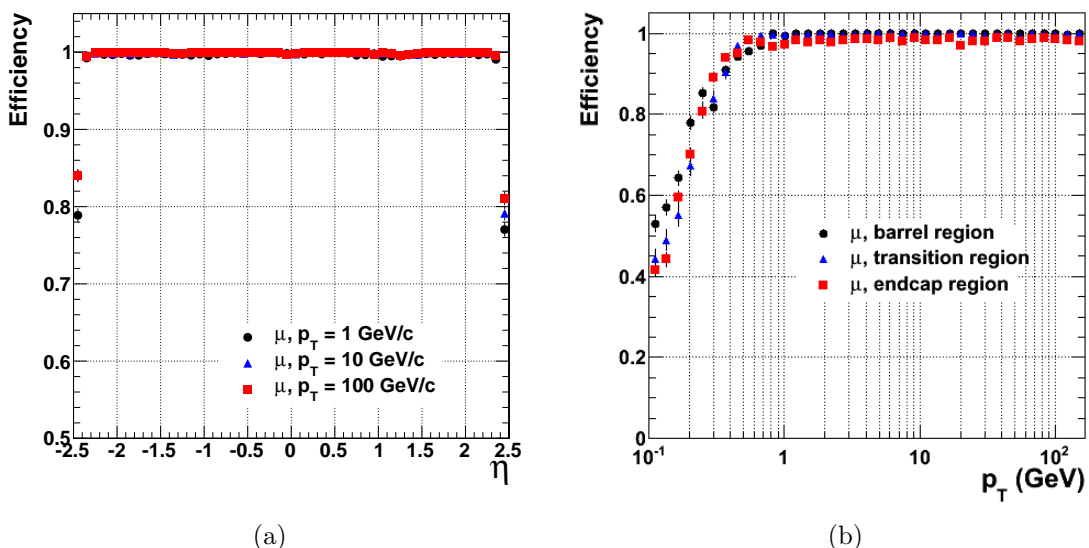 Efficiency
1
0.9
0.8
0.7
0.6
0.5
-2.5 -2 -1.5 -1 -0.5 0 0.5 1 1.5 2 2.5
η
μ, p_T = 1 GeV/c
μ, p_T = 10 GeV/c
μ, p_T = 100 GeV/c
(a)
Efficiency
1
0.8
0.6
0.4
0.2
0
10⁻¹ 1 10 10²
p_T (GeV)
μ, barrel region
μ, transition region
μ, endcap region
(b)